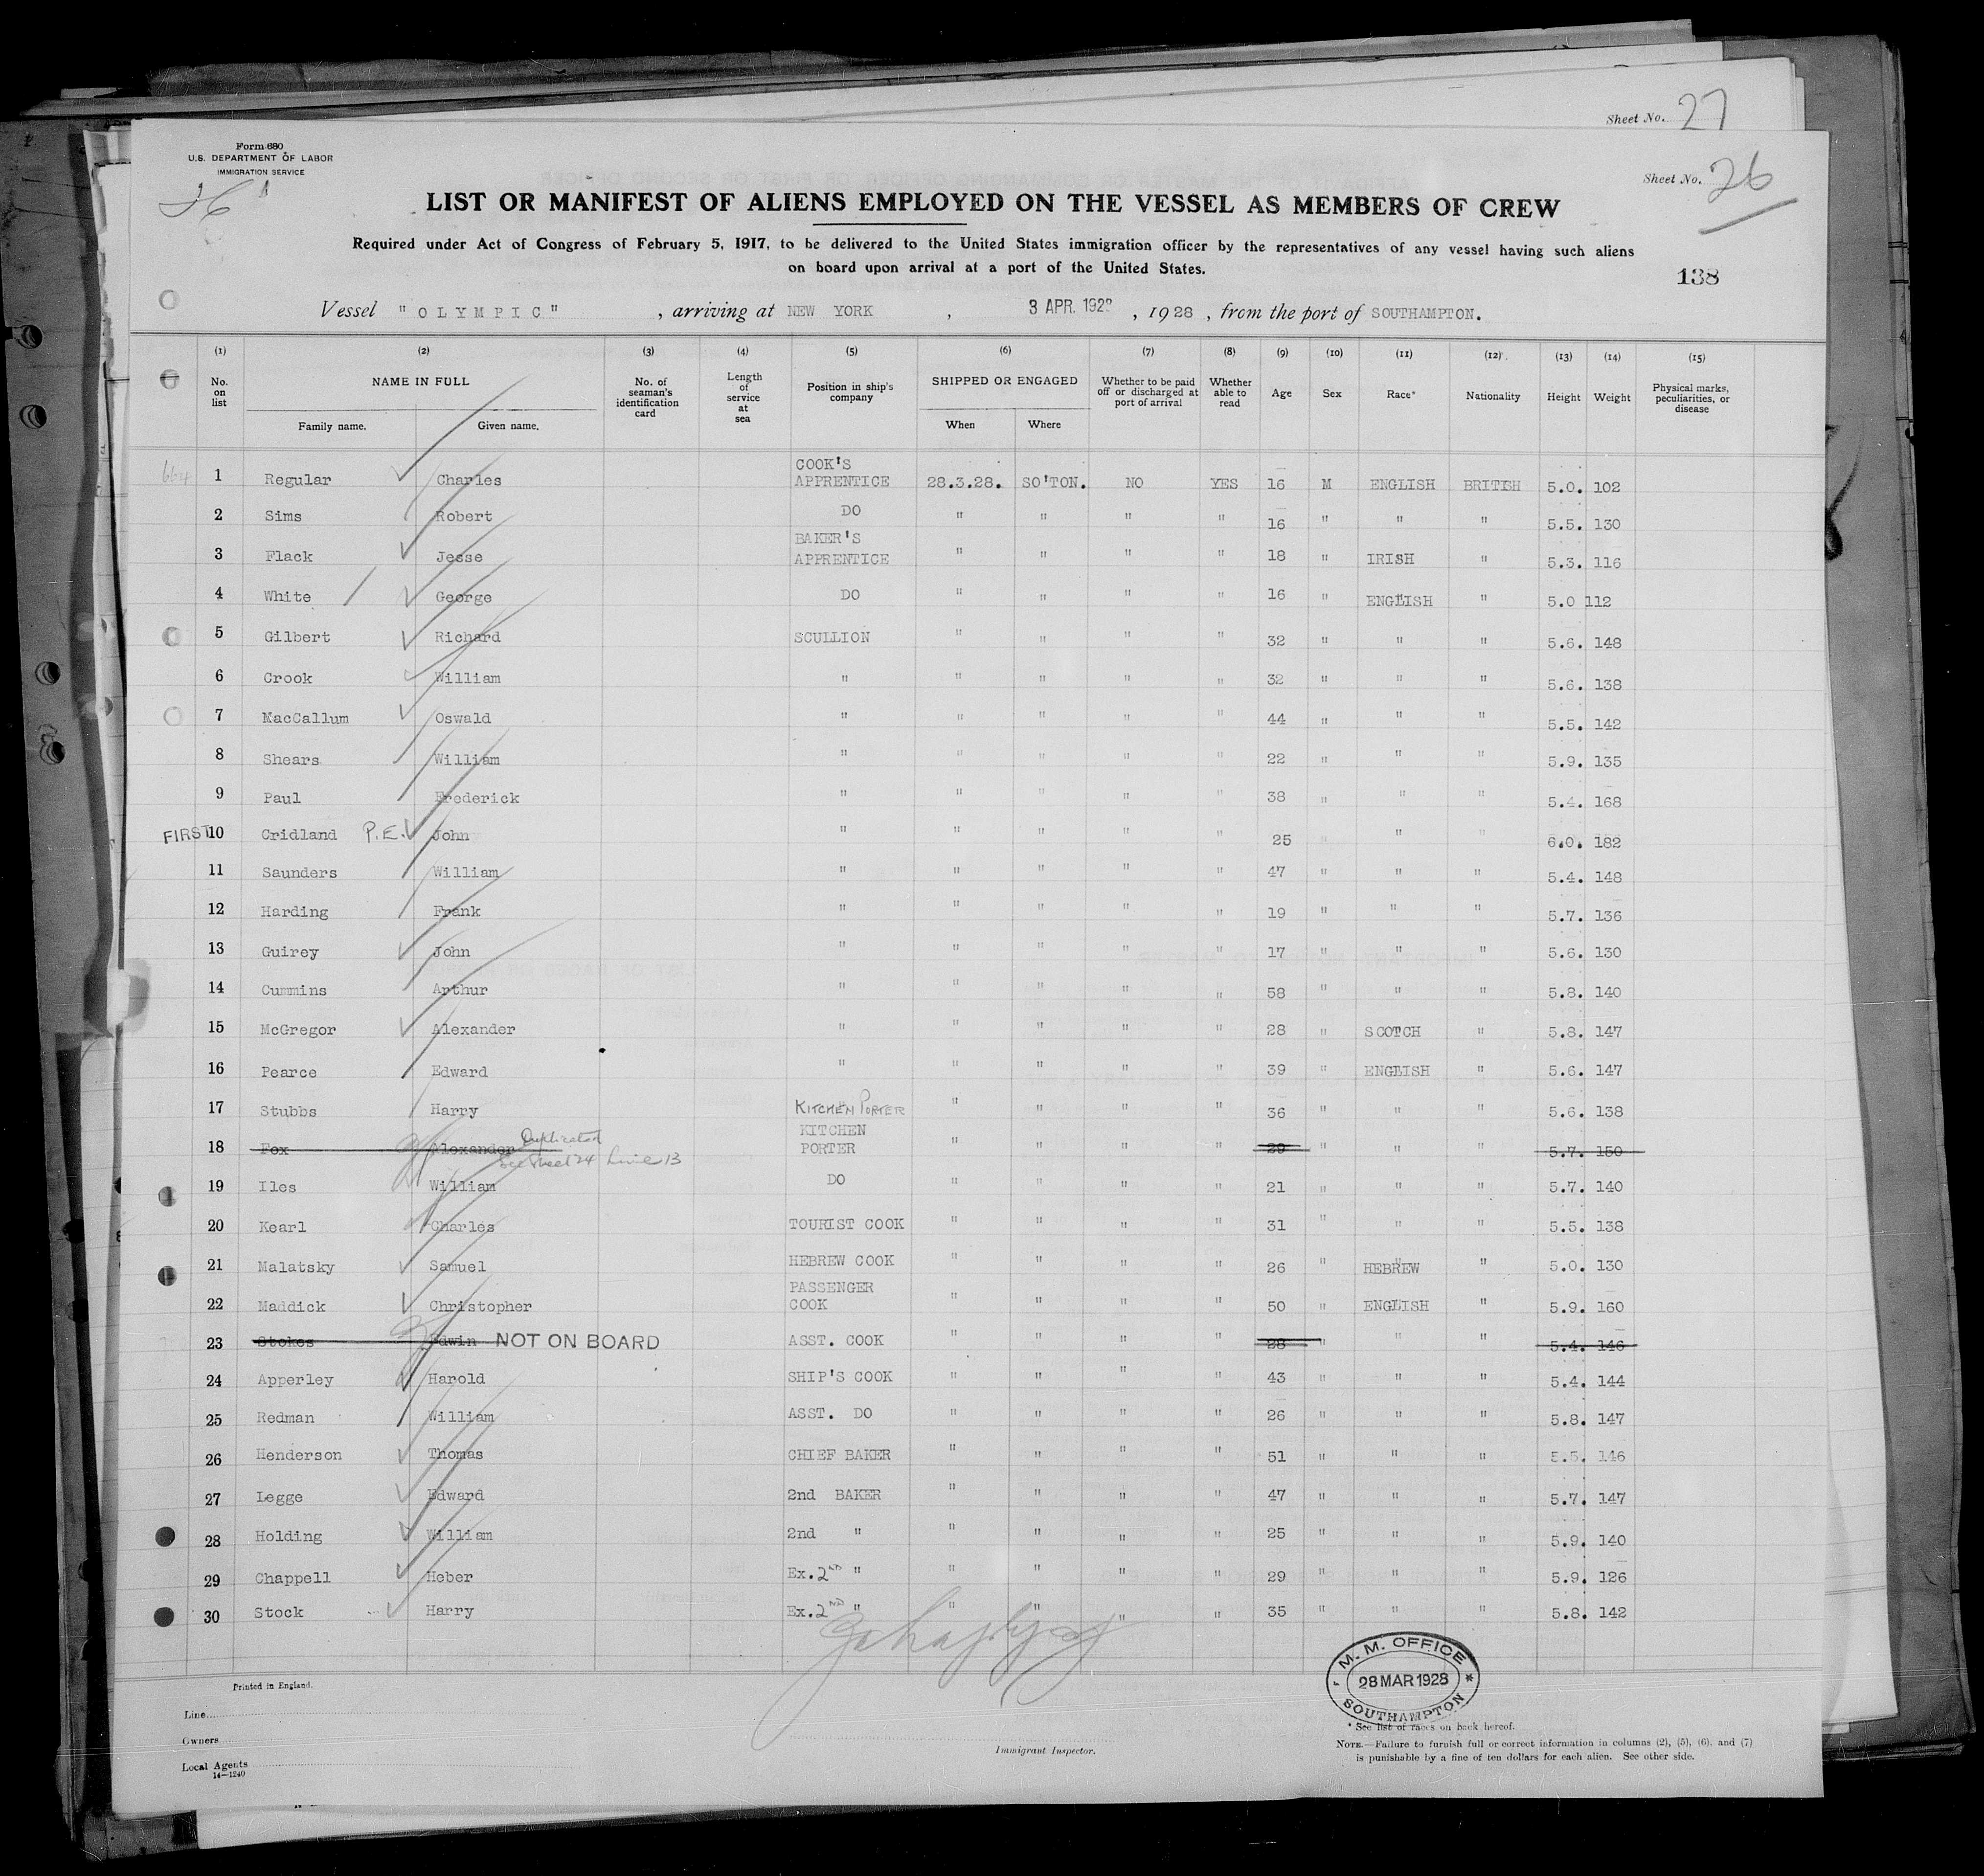 Sheet No. 27
Form 680
U.S. DEPARTMENT OF LABOR
IMMIGRATION SERVICE
Sheet No. 26
LIST OR MANIFEST OF ALIENS EMPLOYED ON THE VESSEL AS MEMBERS OF CREW
Required under Act of Congress of February 5, 1917, to be delivered to the United States immigration officer by the representatives of any vessel having such aliens
on board upon arrival at a port of the United States.
138
Vessel "OLYMPIC" , arriving at NEW YORK , 3 APR. 192 , 1928 , from the port of SOUTHAMPTON.
(1) (2) (3) (4) (5) (6) (7) (8) (9) (10) (11) (12) (13) (14) (15)
No. on list NAME IN FULL No. of seaman's identification card Length of service at sea Position in ship's company SHIPPED OR ENGAGED Whether to be paid off or discharged at port of arrival Whether able to read Age Sex Race* Nationality Height Weight Physical marks, peculiarities, or disease
Family name. Given name. When Where
1 Regular Charles COOK'S APPRENTICE 28.3.28. SO'TON. NO YES 16 M ENGLISH BRITISH 5.0. 102
2 Sims Robert DO " " " " 16 " " " 5.5. 130
3 Flack Jesse BAKER'S APPRENTICE " " " " 18 " IRISH " 5.3. 116
4 White George DO " " " " 16 " ENGLISH " 5.0 112
5 Gilbert Richard SCULLION " " " " 32 " " " 5.6. 148
6 Crook William " " " " " 32 " " " 5.6. 138
7 MacCallum Oswald " " " " " 44 " " " 5.5. 142
8 Shears William " " " " " 22 " " " 5.9. 135
9 Paul Frederick " " " " " 38 " " " 5.4. 168
FIRST 10 Cridland P.E. John " " " " " 25 " " " 6.0. 182
11 Saunders William " " " " " 47 " " " 5.4. 148
12 Harding Frank " " " " " 19 " " " 5.7. 136
13 Guirey John " " " " " 17 " " " 5.6. 130
14 Cummins Arthur " " " " " 58 " " " 5.8. 140
15 McGregor Alexander " " " " " 28 " SCOTCH " 5.8. 147
16 Pearce Edward " " " " " 39 " ENGLISH " 5.6. 147
17 Stubbs Harry KITCHEN PORTER " " " " 36 " " " 5.6. 138
18 Fox Alexander Duplicated See Sheet 24 Line 13 KITCHEN PORTER " " " " 29 " " " 5.7. 150
19 Iles William DO " " " " 21 " " " 5.7. 140
20 Kearl Charles TOURIST COOK " " " " 31 " " " 5.5. 138
21 Malatsky Samuel HEBREW COOK " " " " 26 " HEBREW " 5.0. 130
22 Maddick Christopher PASSENGER COOK " " " " 50 " ENGLISH " 5.9. 160
23 Stokes Edwin NOT ON BOARD ASST. COOK " " " " 28 " " " 5.4. 146
24 Apperley Harold SHIP'S COOK " " " " 43 " " " 5.4. 144
25 Redman William ASST. DO " " " " 26 " " " 5.8. 147
26 Henderson Thomas CHIEF BAKER " " " " 51 " " " 5.5. 146
27 Legge Edward 2nd BAKER " " " " 47 " " " 5.7. 147
28 Holding William 2nd " " " " " 25 " " " 5.9. 140
29 Chappell Heber Ex. 2ND " " " " " 29 " " " 5.9. 126
30 Stock Harry Ex. 2ND " " " " " 35 " " " 5.8. 142
M. M. OFFICE
28 MAR 1928
SOUTHAMPTON
Printed in England.
Line
Owners
Local Agents
14—1240
Immigrant Inspector.
* See list of races on back hereof.
NOTE.—Failure to furnish full or correct information in columns (2), (5), (6), and (7)
is punishable by a fine of ten dollars for each alien. See other side.